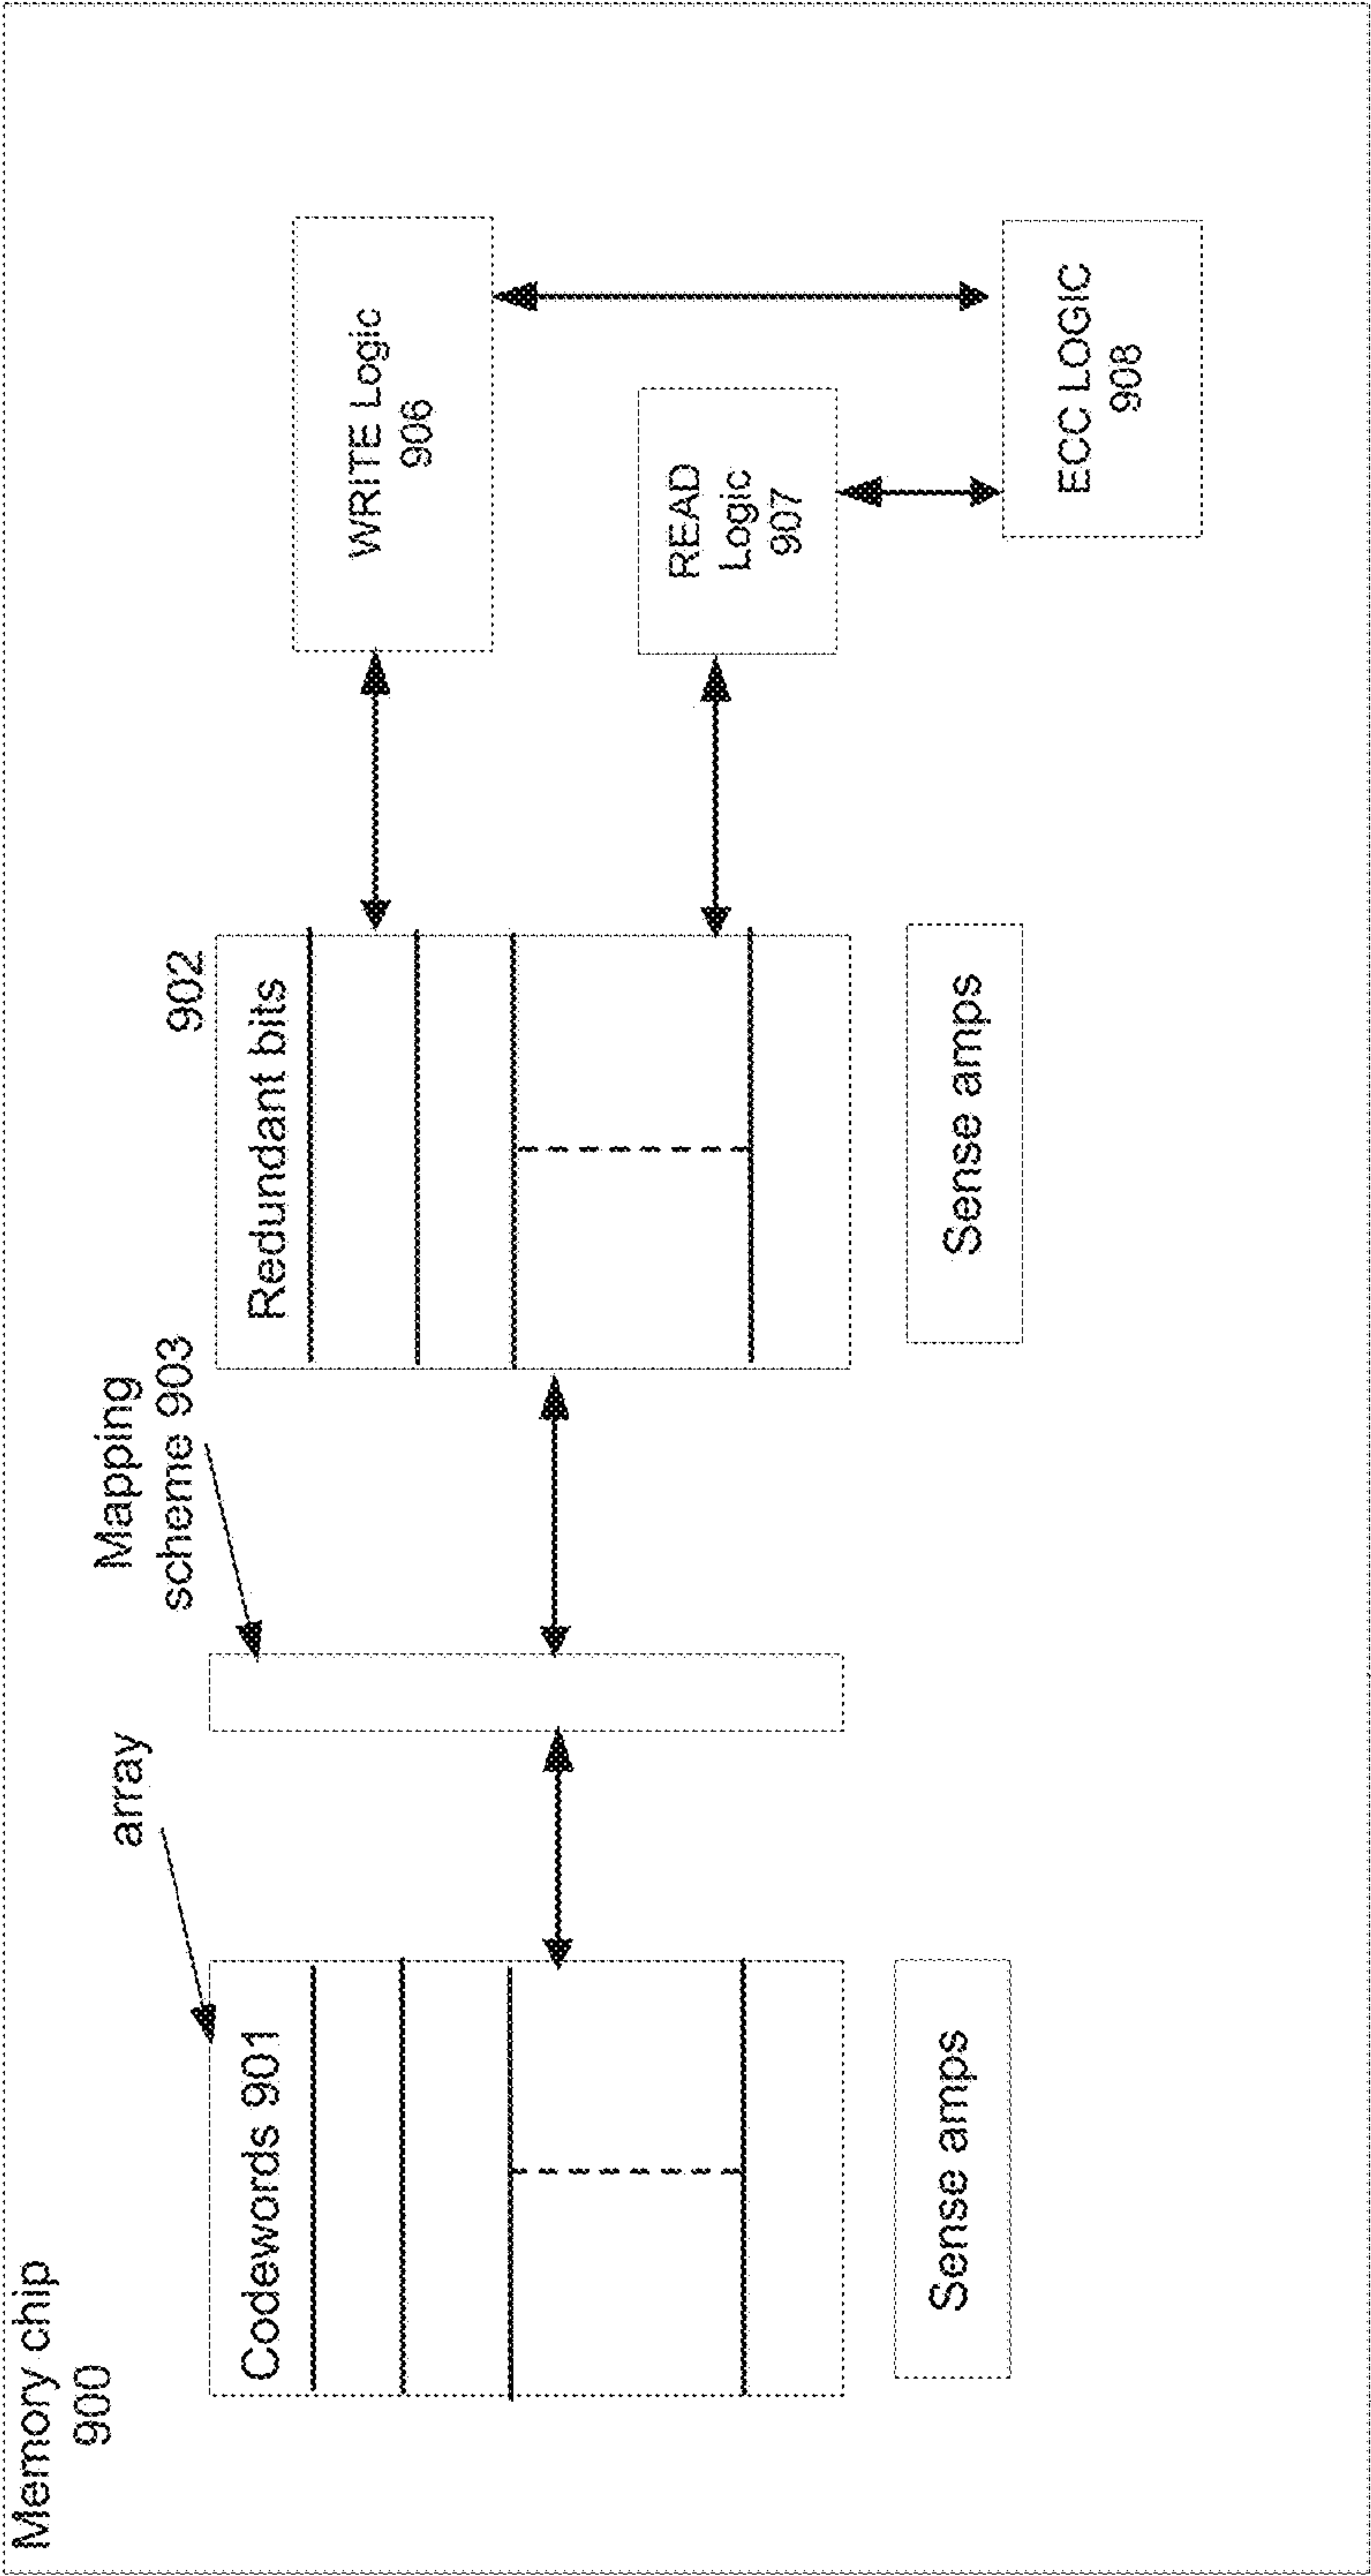 Memory chip
900
array
Mapping
scheme 903
902
Codewords 901
Redundant bits
WRITE Logic
906
READ
Logic
907
ECC LOGIC
908
Sense amps
Sense amps